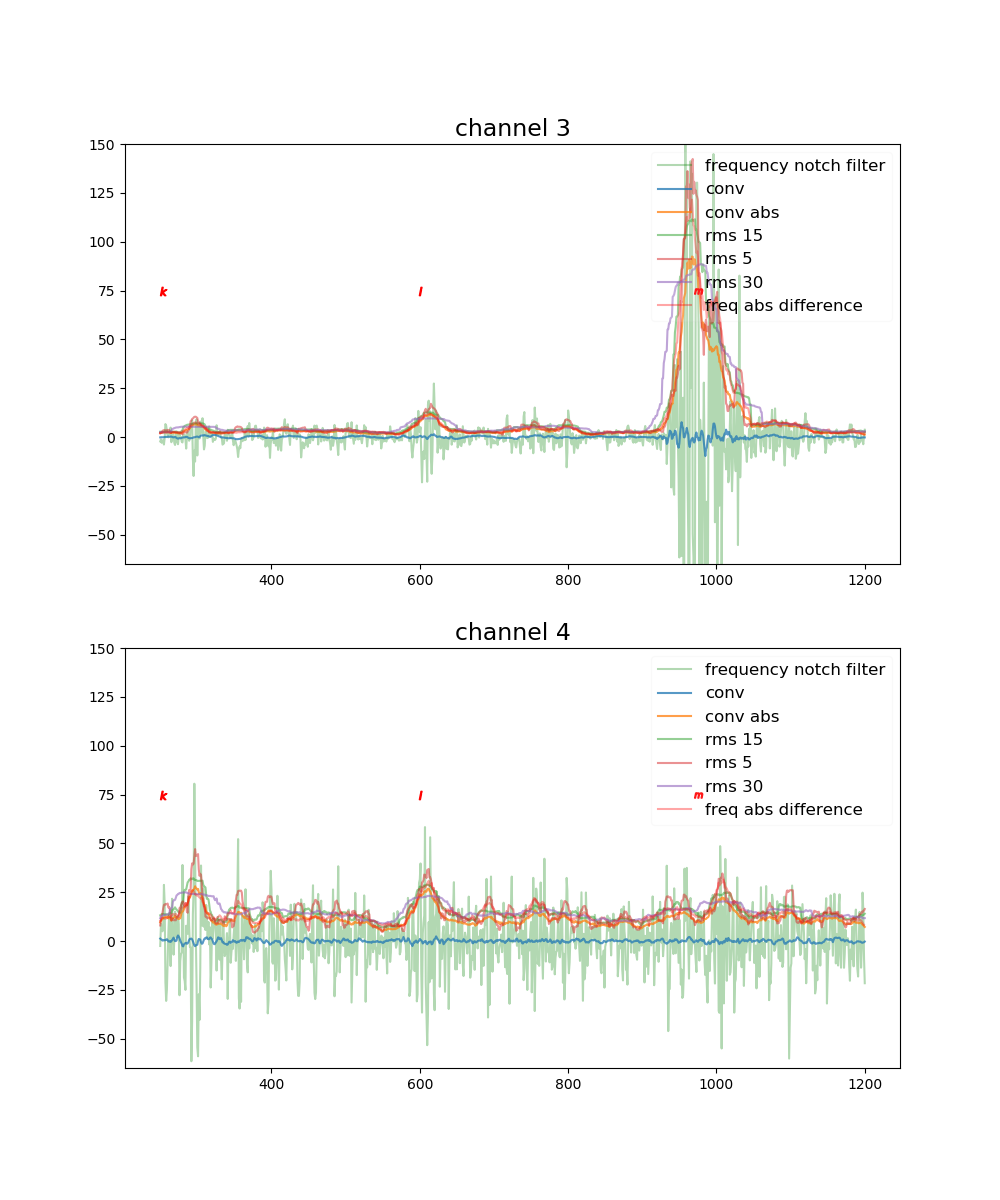 channel 3
150
125
100
75
50
25
0
−25
−50
400 600 800 1000 1200
frequency notch filter
conv
conv abs
rms 15
rms 5
rms 30
freq abs difference
k l m
channel 4
150
125
100
75
50
25
0
−25
−50
400 600 800 1000 1200
frequency notch filter
conv
conv abs
rms 15
rms 5
rms 30
freq abs difference
k l m